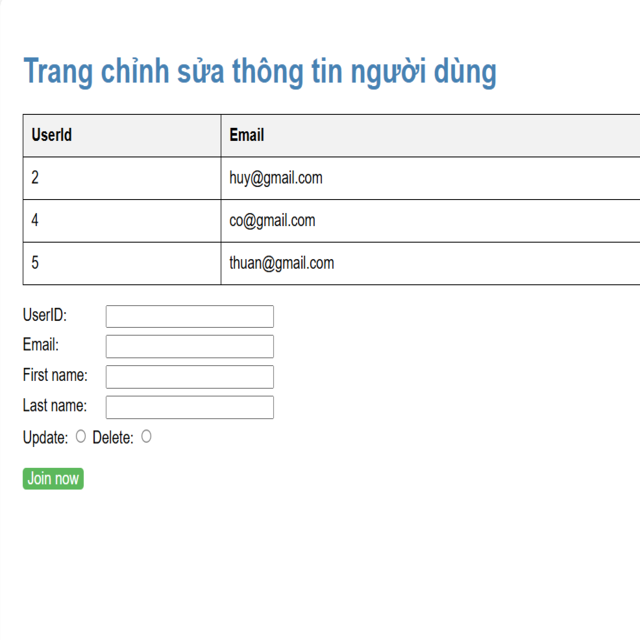 Trang chỉnh sửa thông tin người dùng
UserId Email
2 huy@gmail.com
4 co@gmail.com
5 thuan@gmail.com
UserID:
Email:
First name:
Last name:
Update: Delete:
Join now